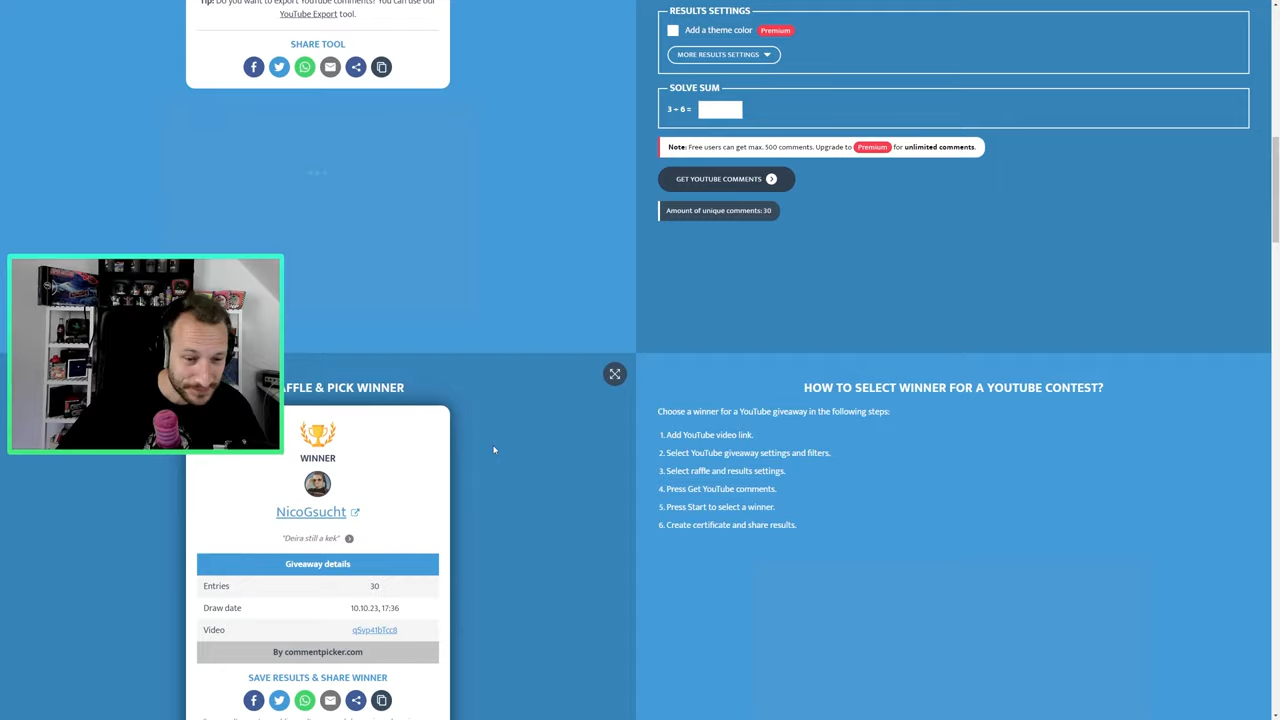 Tip: Do you want to export YouTube comments? You can use our
YouTube Export tool.
SHARE TOOL
RESULTS SETTINGS
Add a theme color Premium
MORE RESULTS SETTINGS
SOLVE SUM
3 + 6 =
Note: Free users can get max. 500 comments. Upgrade to Premium for unlimited comments.
GET YOUTUBE COMMENTS
Amount of unique comments: 30
AFFLE & PICK WINNER
WINNER
NicoGsucht
"Deira still a kek"
Giveaway details
Entries 30
Draw date 10.10.23, 17:36
Video qSvp41bTcc8
By commentpicker.com
SAVE RESULTS & SHARE WINNER
HOW TO SELECT WINNER FOR A YOUTUBE CONTEST?
Choose a winner for a YouTube giveaway in the following steps:
1. Add YouTube video link.
2. Select YouTube giveaway settings and filters.
3. Select raffle and results settings.
4. Press Get YouTube comments.
5. Press Start to select a winner.
6. Create certificate and share results.